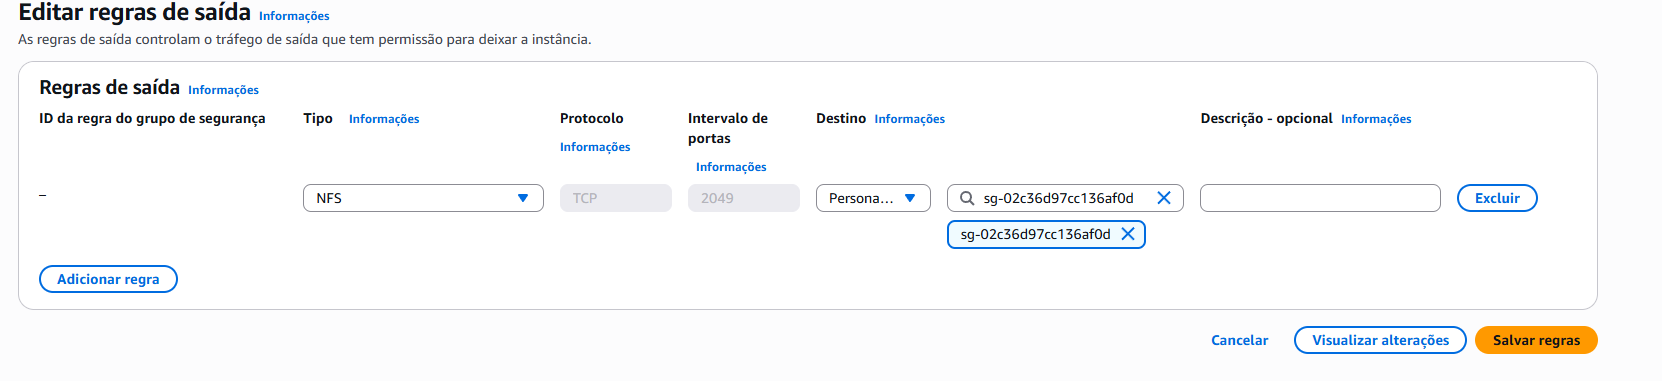 Editar regras de saída Informações
As regras de saída controlam o tráfego de saída que tem permissão para deixar a instância.
Regras de saída Informações
ID da regra do grupo de segurança
Tipo Informações
Protocolo
Informações
Intervalo de
portas
Informações
Destino Informações
Descrição - opcional Informações
–
NFS
TCP
2049
Persona...
sg-02c36d97cc136af0d
sg-02c36d97cc136af0d
Excluir
Adicionar regra
Cancelar
Visualizar alterações
Salvar regras